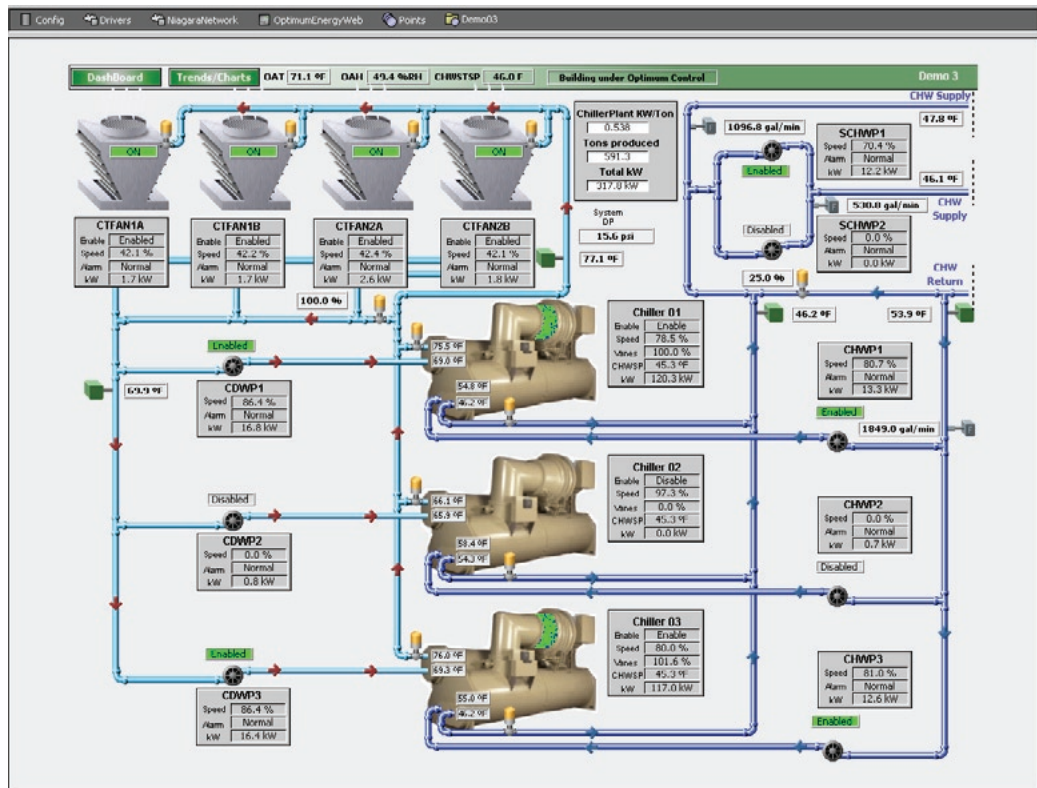 Config Drivers NiagaraNetwork OptimumEnergyWeb Points Demo03
DashBoard Trends/Charts OAT 71.1 ºF OAH 49.4 %RH CHWSTSP 46.0 F Building under Optimum Control Demo 3
CHW Supply
47.8 ºF
ON
ON
ON
ON
ChillerPlant KW/Ton
0.538
Tons produced
591.3
Total kW
317.8 kW
System
DP
15.6 psi
77.1 ºF
1096.8 gal/min
Enabled
SCHWP1
Speed 70.4 %
Alarm Normal
kW 12.2 kW
46.1 ºF
CHW
Supply
530.8 gal/min
Disabled
SCHWP2
Speed 0.0 %
Alarm Normal
kW 0.0 kW
CTFAN1A
Enable Enabled
Speed 42.1 %
Alarm Normal
kW 1.7 kW
CTFAN1B
Enable Enabled
Speed 42.2 %
Alarm Normal
kW 1.7 kW
CTFAN2A
Enable Enabled
Speed 42.4 %
Alarm Normal
kW 2.6 kW
CTFAN2B
Enable Enabled
Speed 42.1 %
Alarm Normal
kW 1.8 kW
CHW
Return
25.0 %
46.2 ºF
53.9 ºF
100.0 %
69.9 ºF
Enabled
CDWP1
Speed 86.4 %
Alarm Normal
kW 16.8 kW
75.5 ºF
69.0 ºF
54.8 ºF
46.2 ºF
Chiller 01
Enable Enable
Speed 78.5 %
Vanes 100.0 %
CHWSP 45.3 ºF
kW 120.3 kW
CHWP1
Speed 80.7 %
Alarm Normal
kW 13.3 kW
Enabled
1849.0 gal/min
Disabled
CDWP2
Speed 0.0 %
Alarm Normal
kW 0.8 kW
66.1 ºF
65.9 ºF
58.4 ºF
54.3 ºF
Chiller 02
Enable Disable
Speed 97.3 %
Vanes 0.0 %
CHWSP 45.3 ºF
kW 0.0 kW
CHWP2
Speed 0.0 %
Alarm Normal
kW 0.7 kW
Disabled
Enabled
CDWP3
Speed 86.4 %
Alarm Normal
kW 16.4 kW
76.0 ºF
69.3 ºF
55.0 ºF
46.2 ºF
Chiller 03
Enable Enable
Speed 80.0 %
Vanes 101.6 %
CHWSP 45.3 ºF
kW 117.0 kW
CHWP3
Speed 81.0 %
Alarm Normal
kW 12.6 kW
Enabled